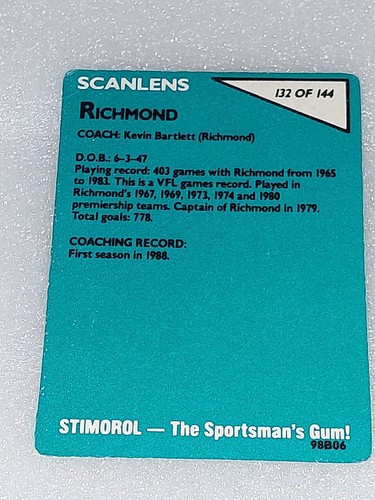 SCANLENS
132 OF 144
RICHMOND
COACH: Kevin Bartlett (Richmond)
D.O.B.: 6–3–47
Playing record: 403 games with Richmond from 1965
to 1983. This is a VFL games record. Played in
Richmond's 1967, 1969, 1973, 1974 and 1980
premiership teams. Captain of Richmond in 1979.
Total goals: 778.
COACHING RECORD:
First season in 1988.
STIMOROL — The Sportsman's Gum!
98B06